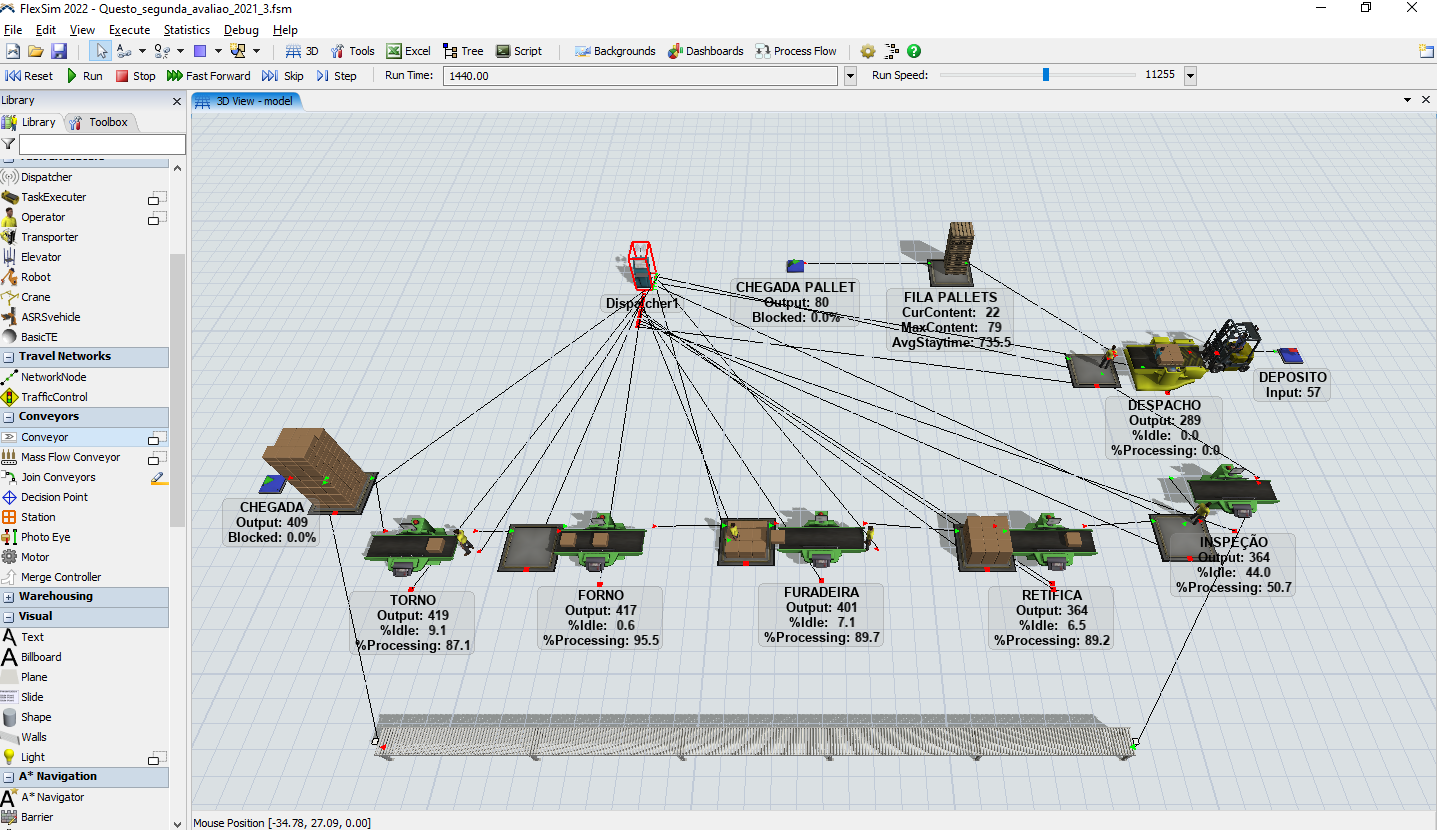 FlexSim 2022 - Questo_segunda_avaliao_2021_3.fsm
File Edit View Execute Statistics Debug Help
3D Tools Excel Tree Script Backgrounds Dashboards Process Flow
Reset Run Stop Fast Forward Skip Step Run Time: 1440.00 Run Speed: 11255
Library
Library Toolbox
3D View - model
Dispatcher
TaskExecuter
Operator
Transporter
Elevator
Robot
Crane
ASRSvehicle
BasicTE
Travel Networks
NetworkNode
TrafficControl
Conveyors
Conveyor
Mass Flow Conveyor
Join Conveyors
Decision Point
Station
Photo Eye
Motor
Merge Controller
Warehousing
Visual
Text
Billboard
Plane
Slide
Shape
Walls
Light
A* Navigation
A* Navigator
Barrier
Dispatcher1
CHEGADA PALLET
Output: 80
Blocked: 0.0%
FILA PALLETS
CurContent: 22
MaxContent: 79
AvgStaytime: 735.5
DEPOSITO
Input: 57
DESPACHO
Output: 289
%Idle: 0.0
%Processing: 0.0
CHEGADA
Output: 409
Blocked: 0.0%
TORNO
Output: 419
%Idle: 9.1
%Processing: 87.1
FORNO
Output: 417
%Idle: 0.6
%Processing: 95.5
FURADEIRA
Output: 401
%Idle: 7.1
%Processing: 89.7
RETIFICA
Output: 364
%Idle: 6.5
%Processing: 89.2
INSPEÇÃO
Output: 364
%Idle: 44.0
%Processing: 50.7
Mouse Position [-34.78, 27.09, 0.00]